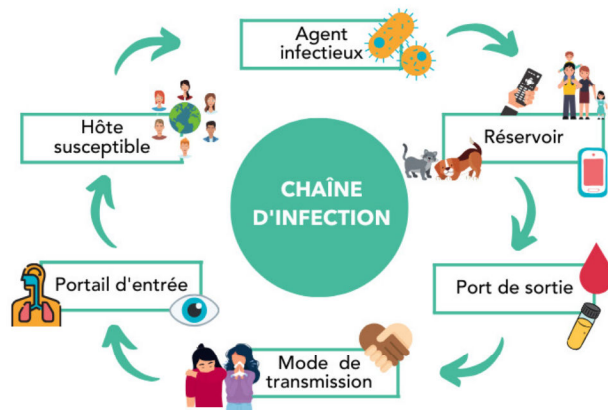 Agent
infectieux
Réservoir
Port de sortie
Mode de
transmission
Portail d'entrée
Hôte
susceptible
CHAÎNE
D'INFECTION